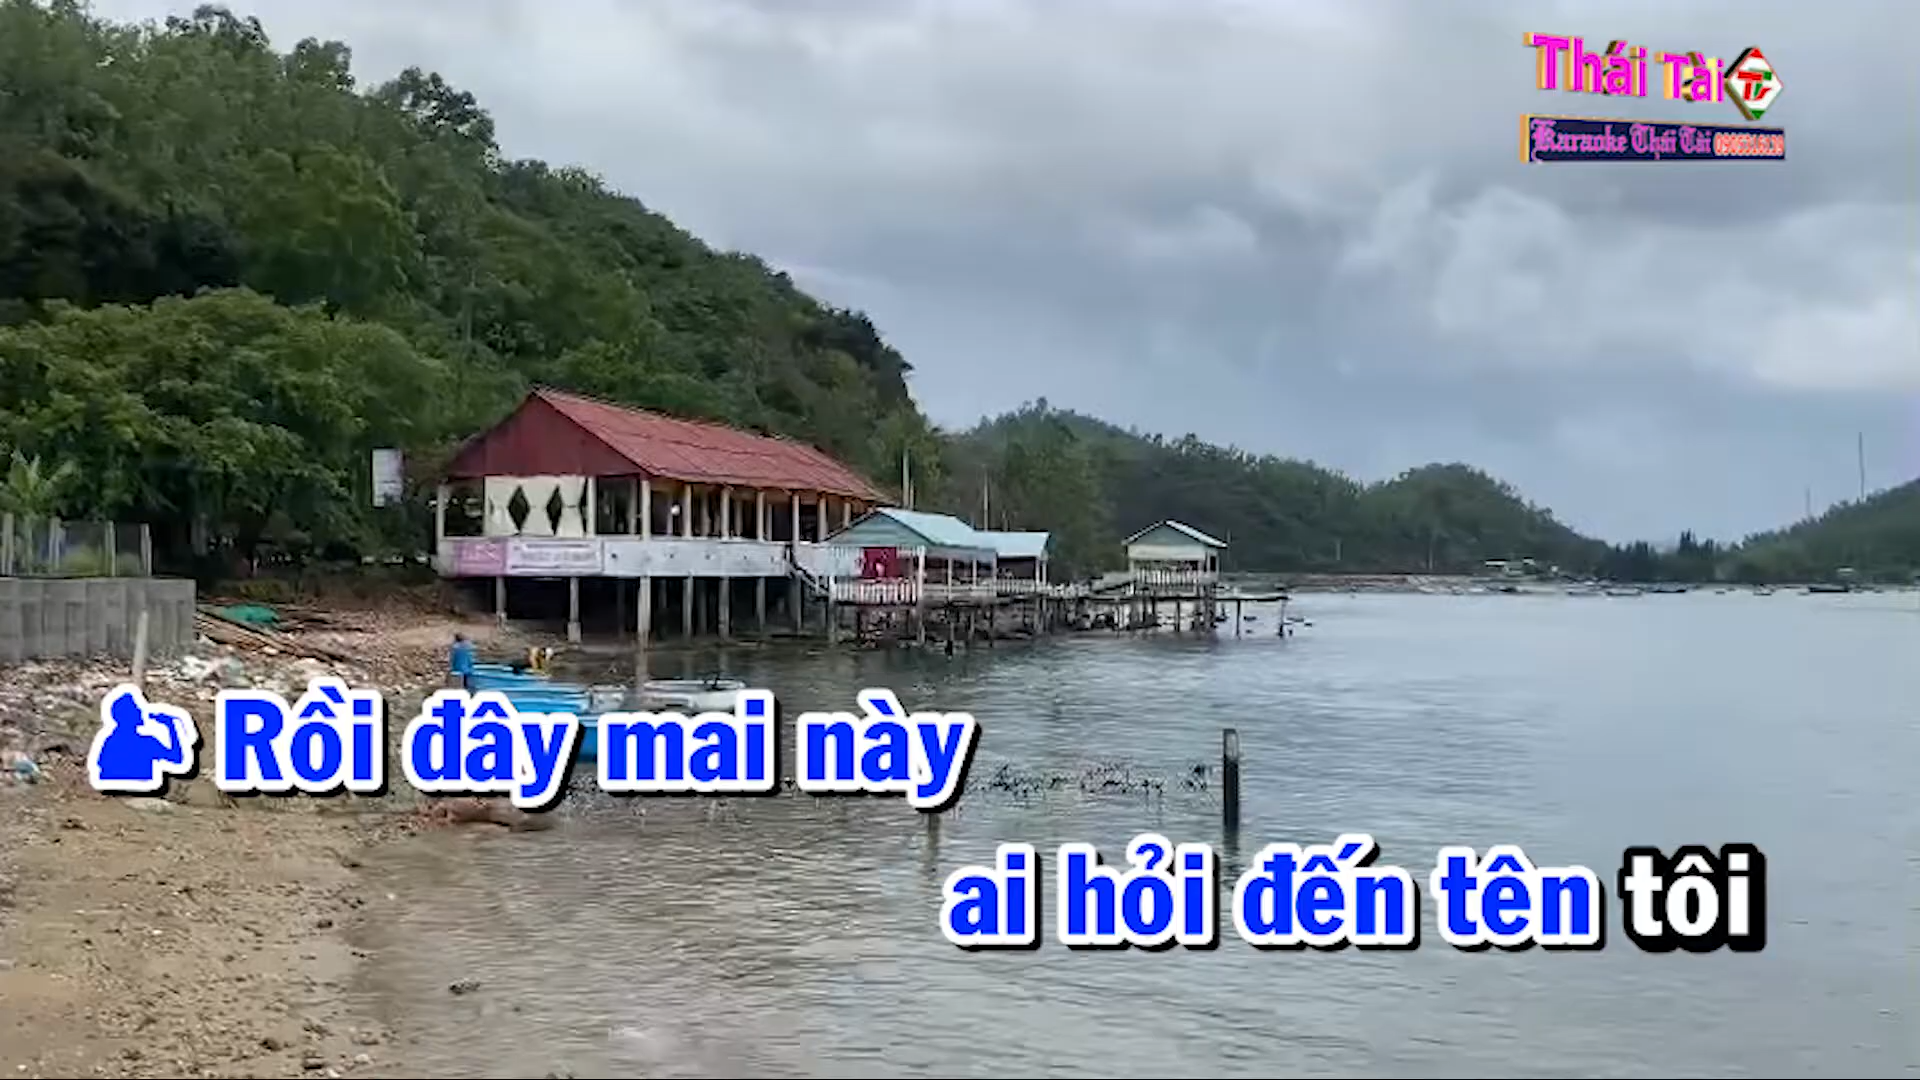 Thái Tài
Karaoke Thái Tài
Rồi đây mai này
ai hỏi đến tên tôi